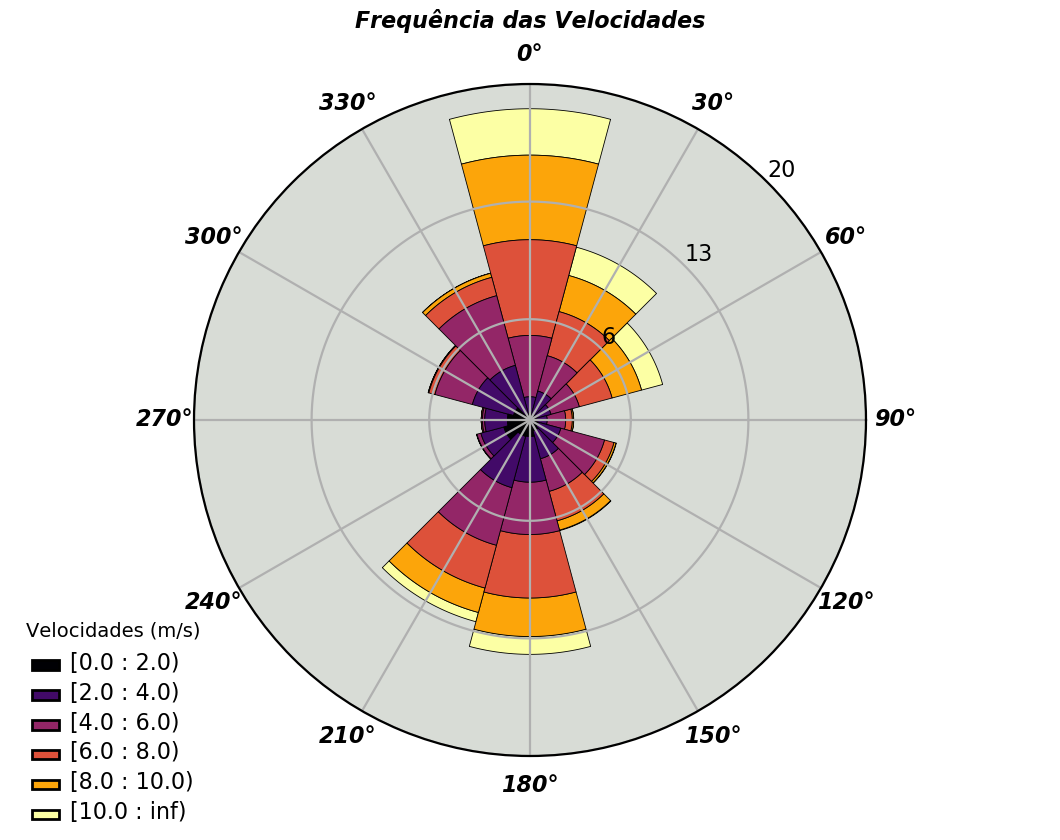 Frequência das Velocidades
0°
330°
30°
20
300°
60°
13
6
270°
90°
240°
120°
210°
150°
180°
Velocidades (m/s)
[0.0 : 2.0)
[2.0 : 4.0)
[4.0 : 6.0)
[6.0 : 8.0)
[8.0 : 10.0)
[10.0 : inf)